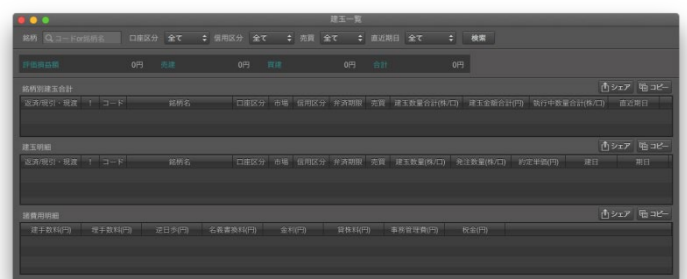 建玉一覧
銘柄 コードor銘柄名 口座区分 全て 信用区分 全て 売買 全て 直近期日 全て 検索
評価損益額 0円 売建 0円 買建 0円 合計 0円
銘柄別建玉合計 シェア コピー
返済/現引・現渡 ! コード 銘柄名 口座区分 市場 信用区分 弁済期限 売買 建玉数量合計(株/口) 建玉金額合計(円) 執行中数量合計(株/口) 直近期日
建玉明細 シェア コピー
返済/現引・現渡 ! コード 銘柄名 口座区分 市場 信用区分 弁済期限 売買 建玉数量(株/口) 発注数量(株/口) 約定単価(円) 建日 期日
諸費用明細 シェア コピー
建手数料(円) 埋手数料(円) 逆日歩(円) 名義書換料(円) 金利(円) 貸株料(円) 事務管理費(円) 税金(円)